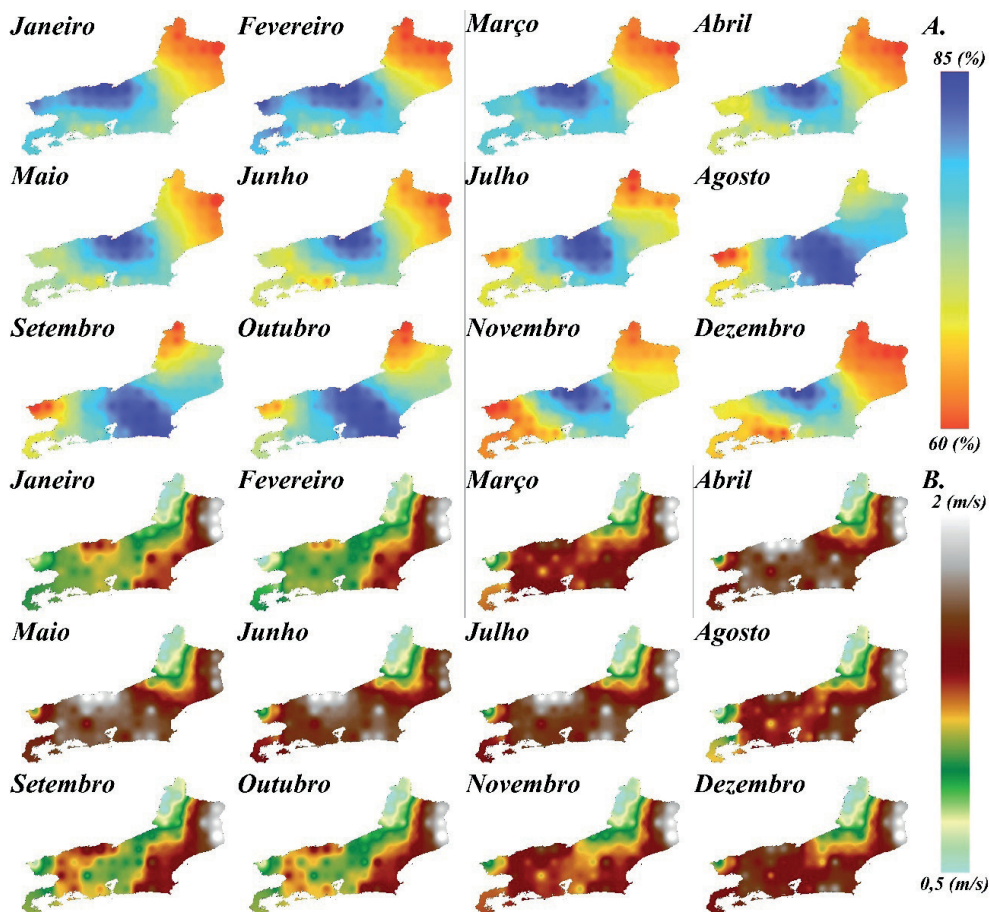 Janeiro Fevereiro Março Abril A.
85 (%)
Maio Junho Julho Agosto
Setembro Outubro Novembro Dezembro
60 (%)
Janeiro Fevereiro Março Abril B.
2 (m/s)
Maio Junho Julho Agosto
Setembro Outubro Novembro Dezembro
0,5 (m/s)